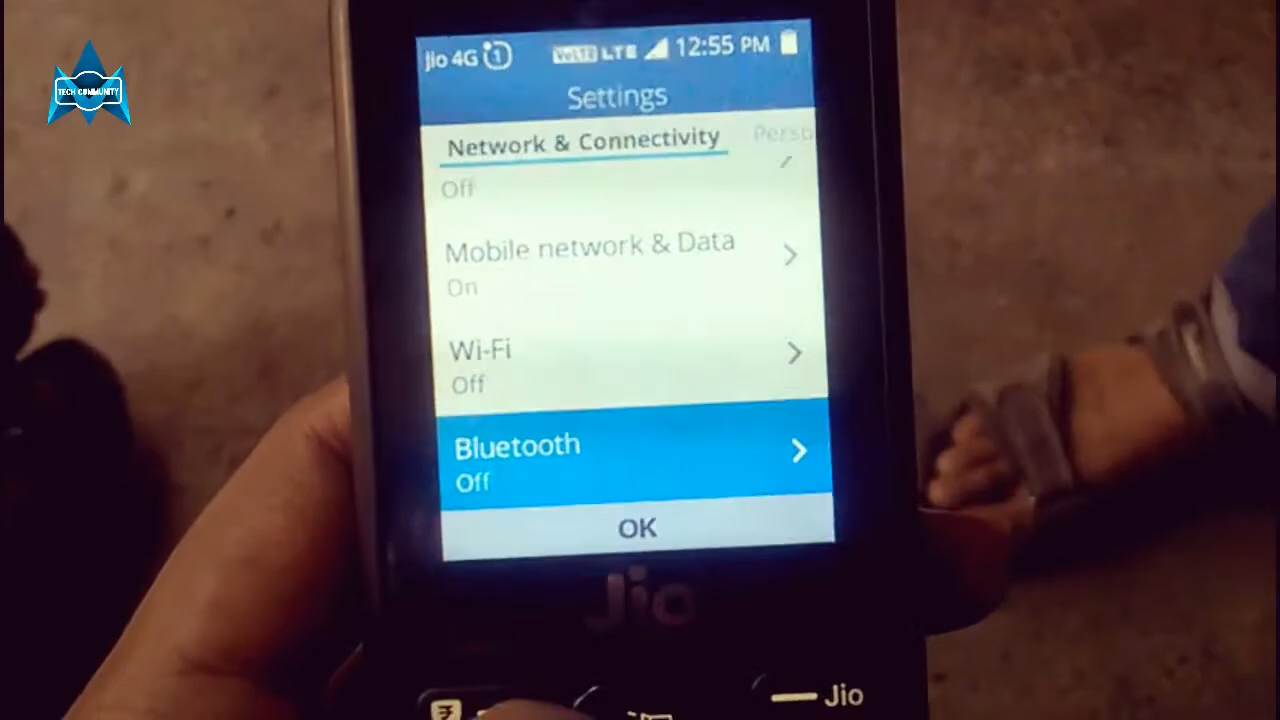 TECH COMMUNITY
Jio 4G 1 VoLTE LTE 12:55 PM
Settings
Network & Connectivity
Off
Mobile network & Data
On
Wi-Fi
Off
Bluetooth
Off
OK
Jio
₹ Jio